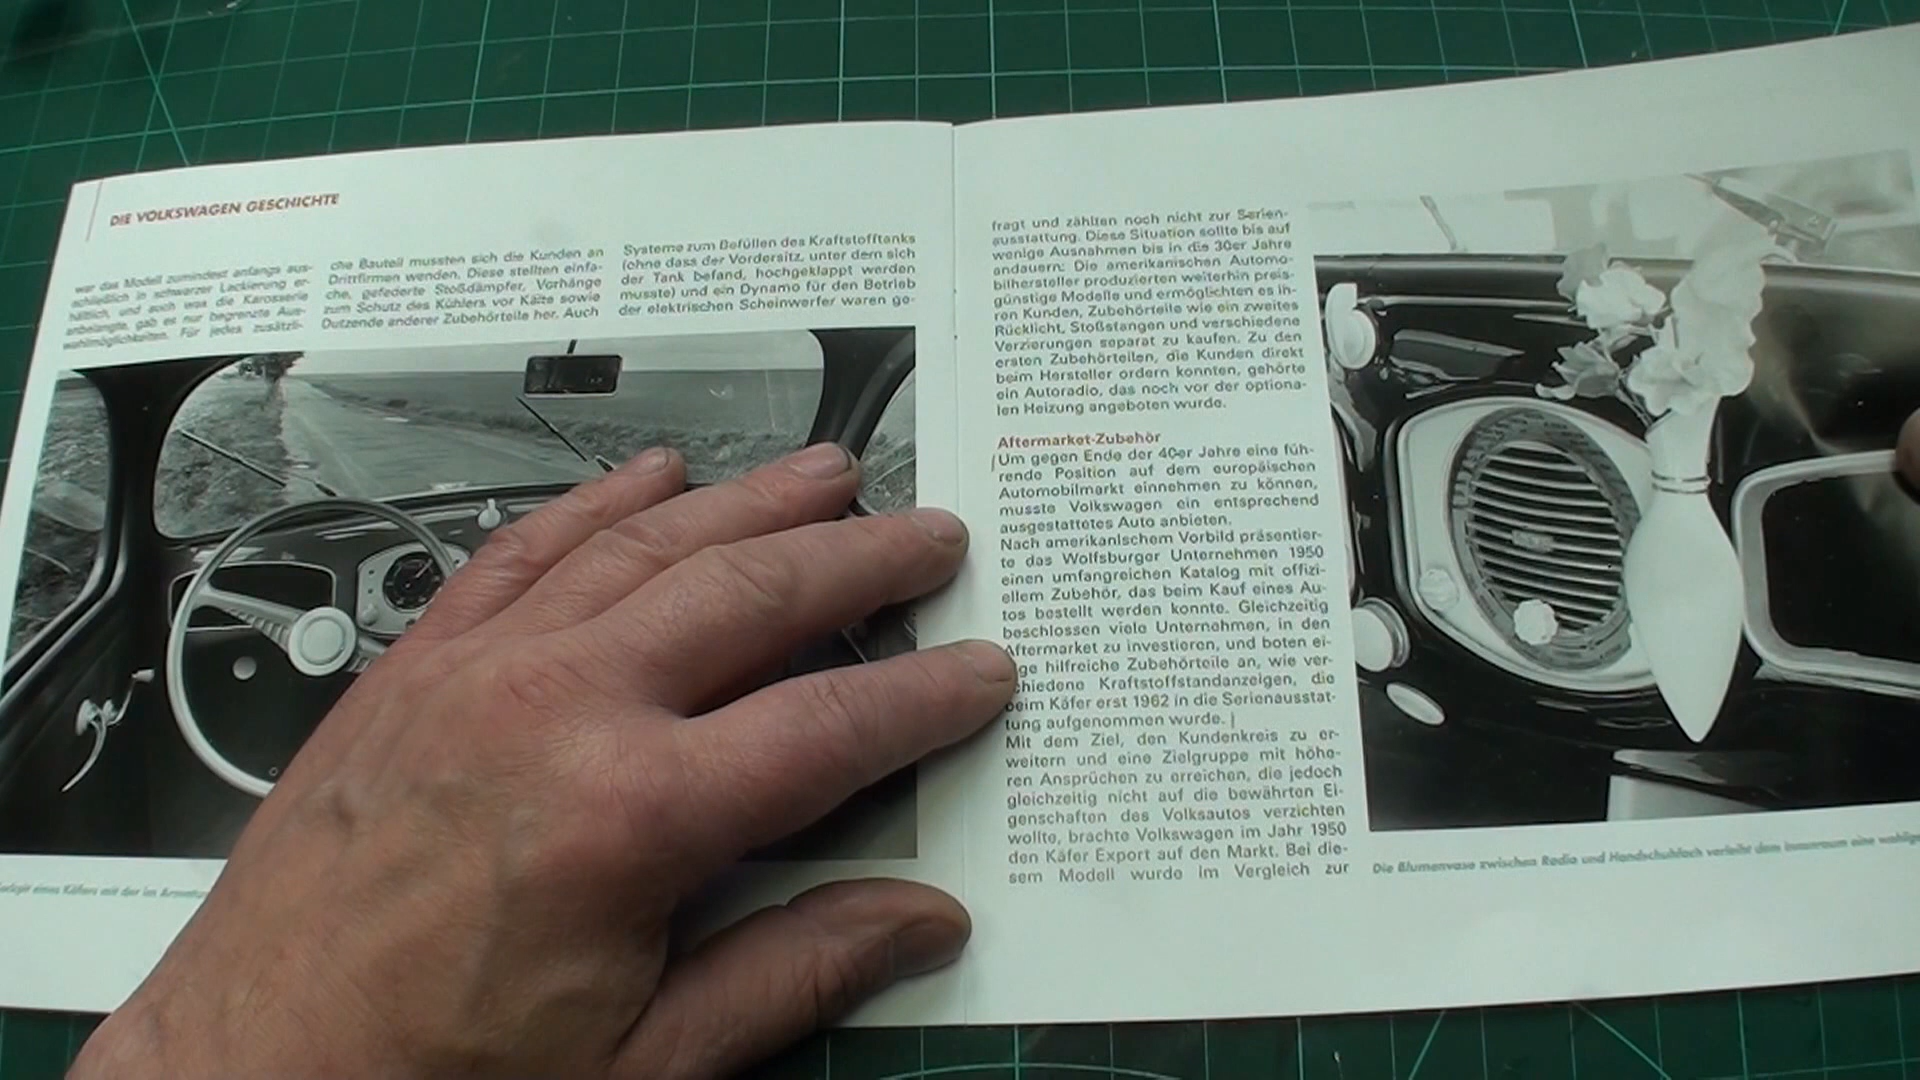 DIE VOLKSWAGEN GESCHICHTE
war das Modell zumindest anfangs aus-
schließlich in schwarzer Lackierung er-
hältlich, und auch was die Karosserie
anbelangte, gab es nur begrenzte Aus-
wahlmöglichkeiten. Für jedes zusätzli-
che Bauteil mussten sich die Kunden an
Drittfirmen wenden. Diese stellten einfa-
che, gefederte Stoßdämpfer, Vorhänge
zum Schutz des Kühlers vor Kälte sowie
Dutzende anderer Zubehörteile her. Auch
Systeme zum Befüllen des Kraftstofftanks
(ohne dass der Vordersitz, unter dem sich
der Tank befand, hochgeklappt werden
musste) und ein Dynamo für den Betrieb
der elektrischen Scheinwerfer waren ge-
eines Käfers mit der im
fragt und zählten noch nicht zur Serien-
ausstattung. Diese Situation sollte bis auf
wenige Ausnahmen bis in die 30er Jahre
andauern: Die amerikanischen Automo-
bilhersteller produzierten weiterhin preis-
günstige Modelle und ermöglichten es ih-
ren Kunden, Zubehörteile wie ein zweites
Rücklicht, Stoßstangen und verschiedene
Verzierungen separat zu kaufen. Zu den
ersten Zubehörteilen, die Kunden direkt
beim Hersteller ordern konnten, gehörte
ein Autoradio, das noch vor der optiona-
len Heizung angeboten wurde.
Aftermarket-Zubehör
Um gegen Ende der 40er Jahre eine füh-
rende Position auf dem europäischen
Automobilmarkt einnehmen zu können,
musste Volkswagen ein entsprechend
ausgestattetes Auto anbieten.
Nach amerikanischem Vorbild präsentier-
te das Wolfsburger Unternehmen 1950
einen umfangreichen Katalog mit offizi-
ellem Zubehör, das beim Kauf eines Au-
tos bestellt werden konnte. Gleichzeitig
beschlossen viele Unternehmen, in den
Aftermarket zu investieren, und boten ei-
ge hilfreiche Zubehörteile an, wie ver-
chiedene Kraftstoffstandanzeigen, die
beim Käfer erst 1962 in die Serienausstat-
tung aufgenommen wurde.
Mit dem Ziel, den Kundenkreis zu er-
weitern und eine Zielgruppe mit höhe-
ren Ansprüchen zu erreichen, die jedoch
gleichzeitig nicht auf die bewährten Ei-
genschaften des Volksautos verzichten
wollte, brachte Volkswagen im Jahr 1950
den Käfer Export auf den Markt. Bei die-
sem Modell wurde im Vergleich zur
Die Blumenvase zwischen Radio und Handschuhfach verleiht dem Innenraum eine